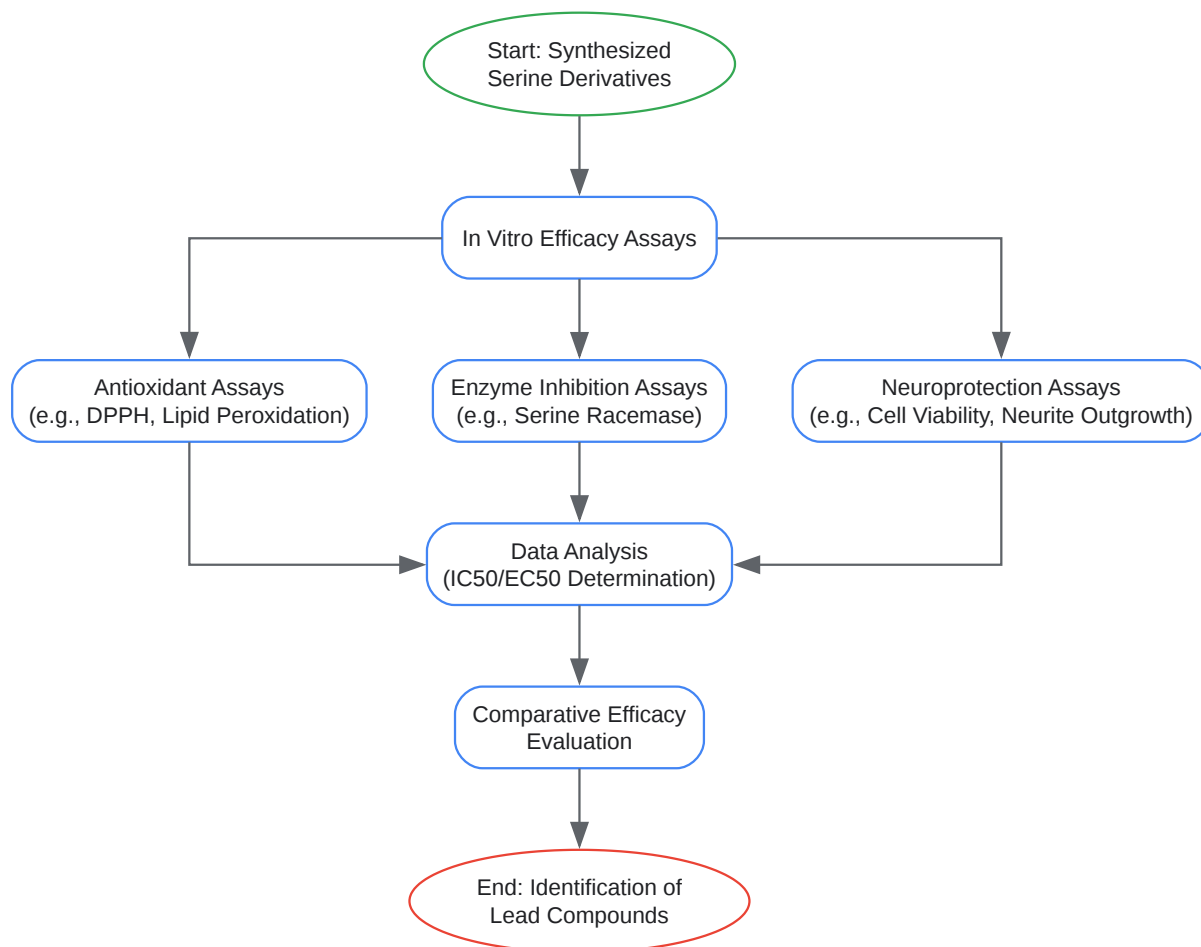 Start: Synthesized
Serine Derivatives
In Vitro Efficacy Assays
Antioxidant Assays
(e.g., DPPH, Lipid Peroxidation)
Enzyme Inhibition Assays
(e.g., Serine Racemase)
Neuroprotection Assays
(e.g., Cell Viability, Neurite Outgrowth)
Data Analysis
(IC50/EC50 Determination)
Comparative Efficacy
Evaluation
End: Identification of
Lead Compounds